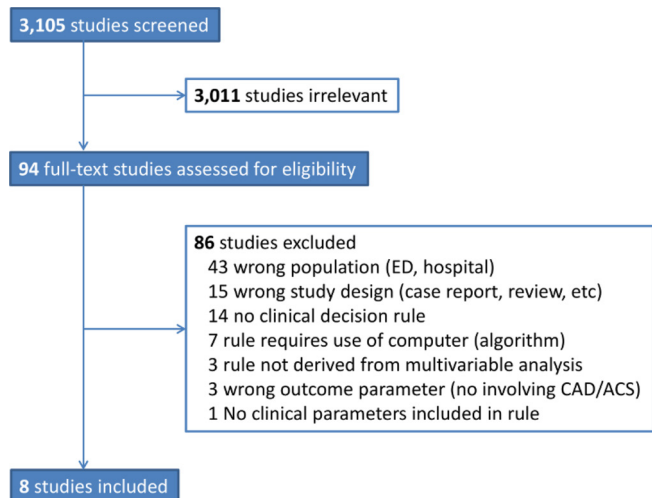 3,105 studies screened
3,011 studies irrelevant
94 full-text studies assessed for eligibility
86 studies excluded
43 wrong population (ED, hospital)
15 wrong study design (case report, review, etc)
14 no clinical decision rule
7 rule requires use of computer (algorithm)
3 rule not derived from multivariable analysis
3 wrong outcome parameter (no involving CAD/ACS)
1 No clinical parameters included in rule
8 studies included